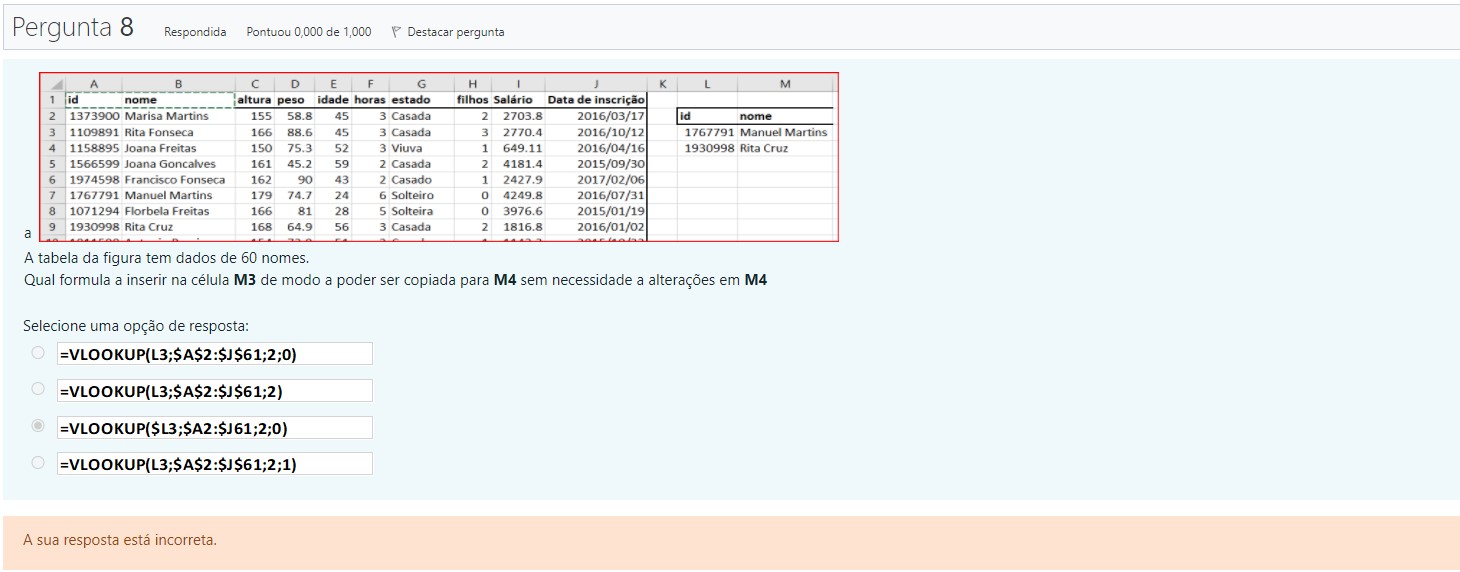 Pergunta 8 Respondida Pontuou 0,000 de 1,000 Destacar pergunta
A B C D E F G H I J K L M
1 id nome altura peso idade horas estado filhos Salário Data de inscrição
2 1373900 Marisa Martins 155 58.8 45 3 Casada 2 2703.8 2016/03/17 id nome
3 1109891 Rita Fonseca 166 88.6 45 3 Casada 3 2770.4 2016/10/12 1767791 Manuel Martins
4 1158895 Joana Freitas 150 75.3 52 3 Viuva 1 649.11 2016/04/16 1930998 Rita Cruz
5 1566599 Joana Goncalves 161 45.2 59 2 Casada 2 4181.4 2015/09/30
6 1974598 Francisco Fonseca 162 90 43 2 Casado 1 2427.9 2017/02/06
7 1767791 Manuel Martins 179 74.7 24 6 Solteiro 0 4249.8 2016/07/31
8 1071294 Florbela Freitas 166 81 28 5 Solteira 0 3976.6 2015/01/19
9 1930998 Rita Cruz 168 64.9 56 3 Casada 2 1816.8 2016/01/02
a
A tabela da figura tem dados de 60 nomes.
Qual formula a inserir na célula M3 de modo a poder ser copiada para M4 sem necessidade a alterações em M4
Selecione uma opção de resposta:
=VLOOKUP(L3;$A$2:$J$61;2;0)
=VLOOKUP(L3;$A$2:$J$61;2)
=VLOOKUP($L3;$A2:$J61;2;0)
=VLOOKUP(L3;$A$2:$J$61;2;1)
A sua resposta está incorreta.